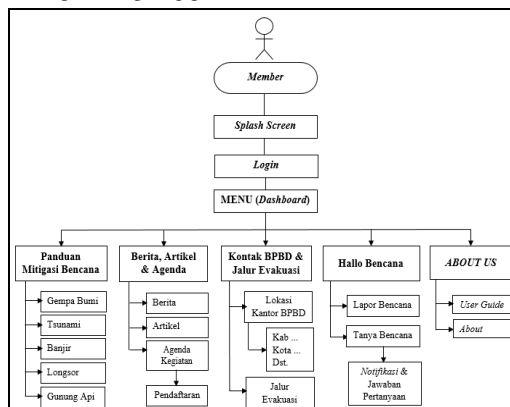 Member
Splash Screen
Login
MENU (Dashboard)
Panduan
Mitigasi Bencana
Gempa Bumi
Tsunami
Banjir
Longsor
Gunung Api
Berita, Artikel
& Agenda
Berita
Artikel
Agenda
Kegiatan
Pendaftaran
Kontak BPBD &
Jalur Evakuasi
Lokasi
Kantor BPBD
Kab ...
Kota ...
Dst.
Jalur
Evakuasi
Hallo Bencana
Lapor Bencana
Tanya Bencana
Notifikasi &
Jawaban
Pertanyaan
ABOUT US
User Guide
About